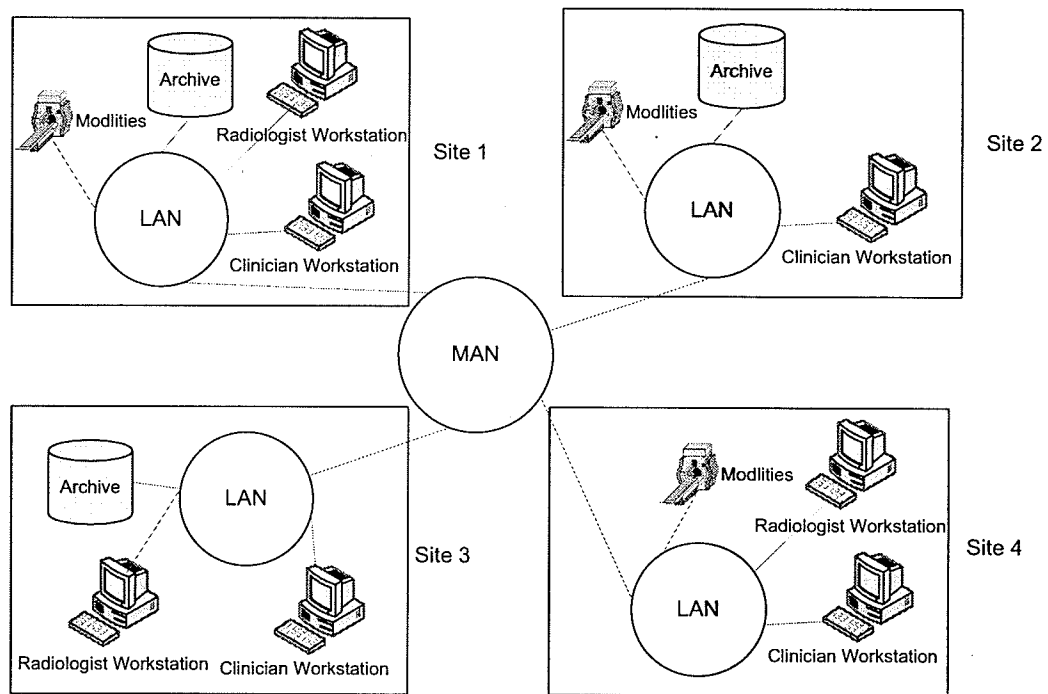 Archive
Modlities
Radiologist Workstation
LAN
Clinician Workstation
Site 1
Archive
Modlities
LAN
Clinician Workstation
Site 2
MAN
Archive
LAN
Radiologist Workstation
Clinician Workstation
Site 3
Modlities
Radiologist Workstation
LAN
Clinician Workstation
Site 4